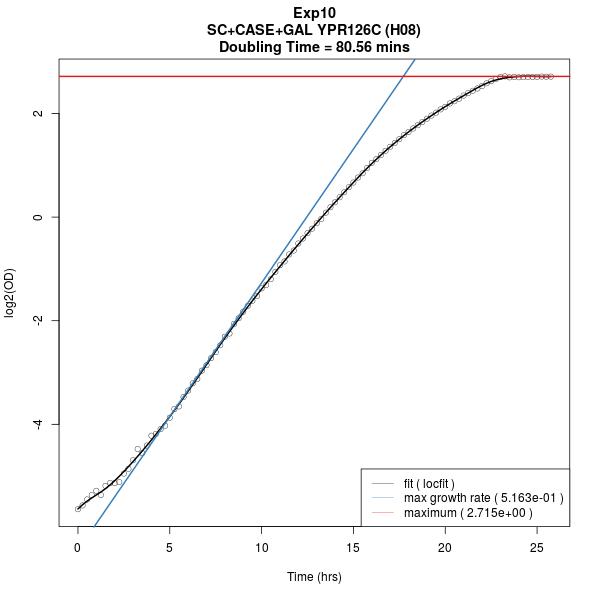 Exp10
SC+CASE+GAL YPR126C (H08)
Doubling Time = 80.56 mins
log2(OD)
2
0
-2
-4
fit ( locfit )
max growth rate ( 5.163e-01 )
maximum ( 2.715e+00 )
0 5 10 15 20 25
Time (hrs)